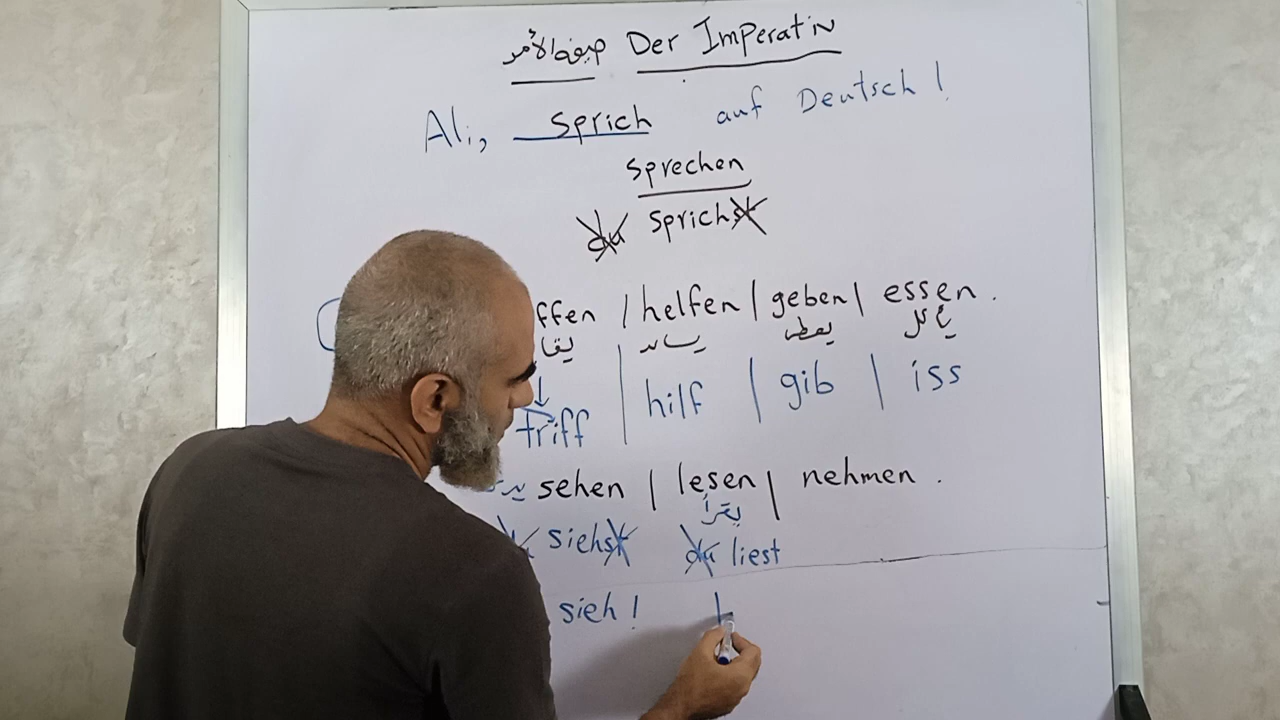 صيغة الأمر Der Imperativ
Ali, sprich auf Deutsch !
sprechen
du sprichst
ffen | helfen | geben | essen .
يساعد يعطي يأكل
triff | hilf | gib | iss
sehen | lesen | nehmen .
يقرأ
siehst du liest
sieh ! l